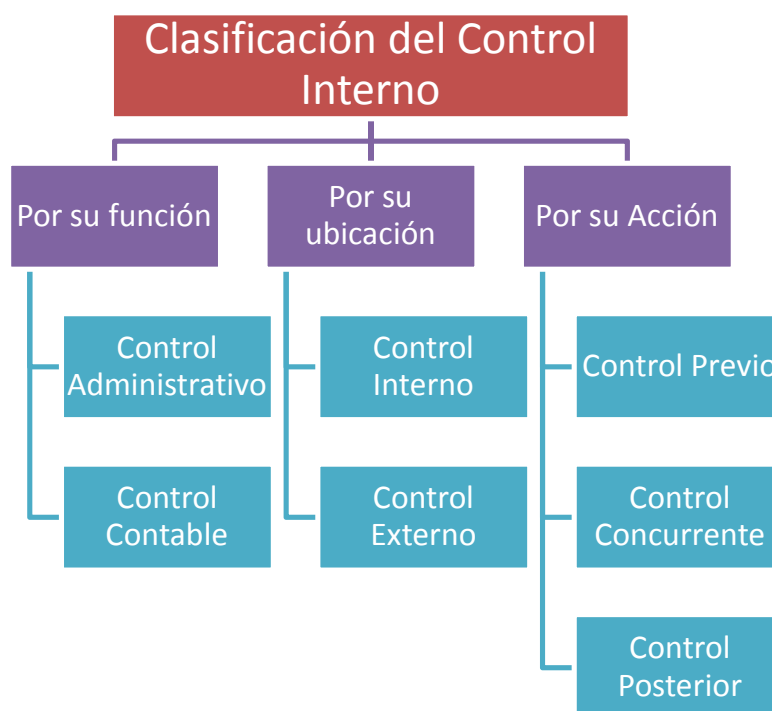 Clasificación del Control
Interno
Por su función
Por su
ubicación
Por su Acción
Control
Administrativo
Control
Interno
Control Previo
Control
Contable
Control
Externo
Control
Concurrente
Control
Posterior